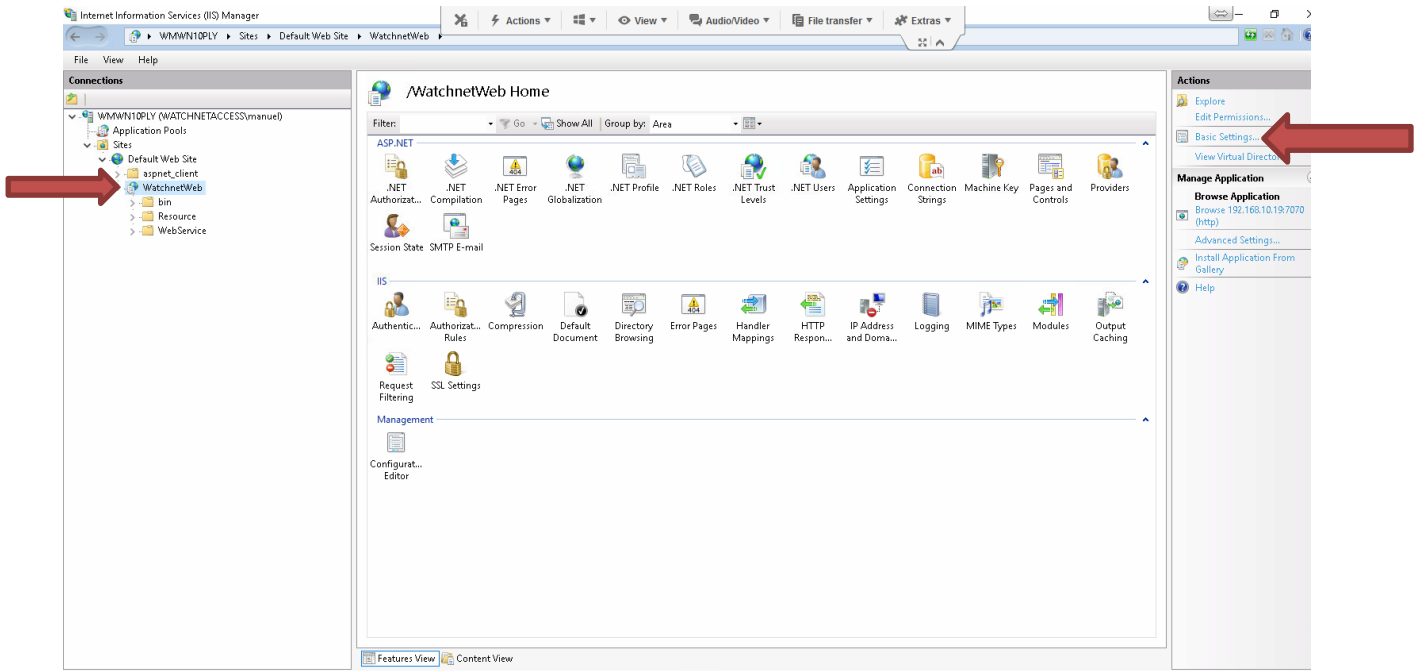 Internet Information Services (IIS) Manager
Actions
View
Audio/Video
File transfer
Extras
WMWN10PLY
Sites
Default Web Site
WatchnetWeb
File View Help
Connections
WMWN10PLY (WATCHNETACCESS\manuel)
Application Pools
Sites
Default Web Site
aspnet_client
WatchnetWeb
bin
Resource
WebService
/WatchnetWeb Home
Filter:
Go
Show All
Group by: Area
ASP.NET
.NET
Authorizat...
.NET
Compilation
.NET Error
Pages
.NET
Globalization
.NET Profile
.NET Roles
.NET Trust
Levels
.NET Users
Application
Settings
Connection
Strings
Machine Key
Pages and
Controls
Providers
Session State
SMTP E-mail
IIS
Authentic...
Authorizat...
Rules
Compression
Default
Document
Directory
Browsing
Error Pages
Handler
Mappings
HTTP
Respon...
IP Address
and Doma...
Logging
MIME Types
Modules
Output
Caching
Request
Filtering
SSL Settings
Management
Configurat...
Editor
Features View
Content View
Actions
Explore
Edit Permissions...
Basic Settings...
View Virtual
Manage Application
Browse Application
Browse 192.168.10.19:7070
(http)
Advanced Settings...
Install Application From
Gallery
Help